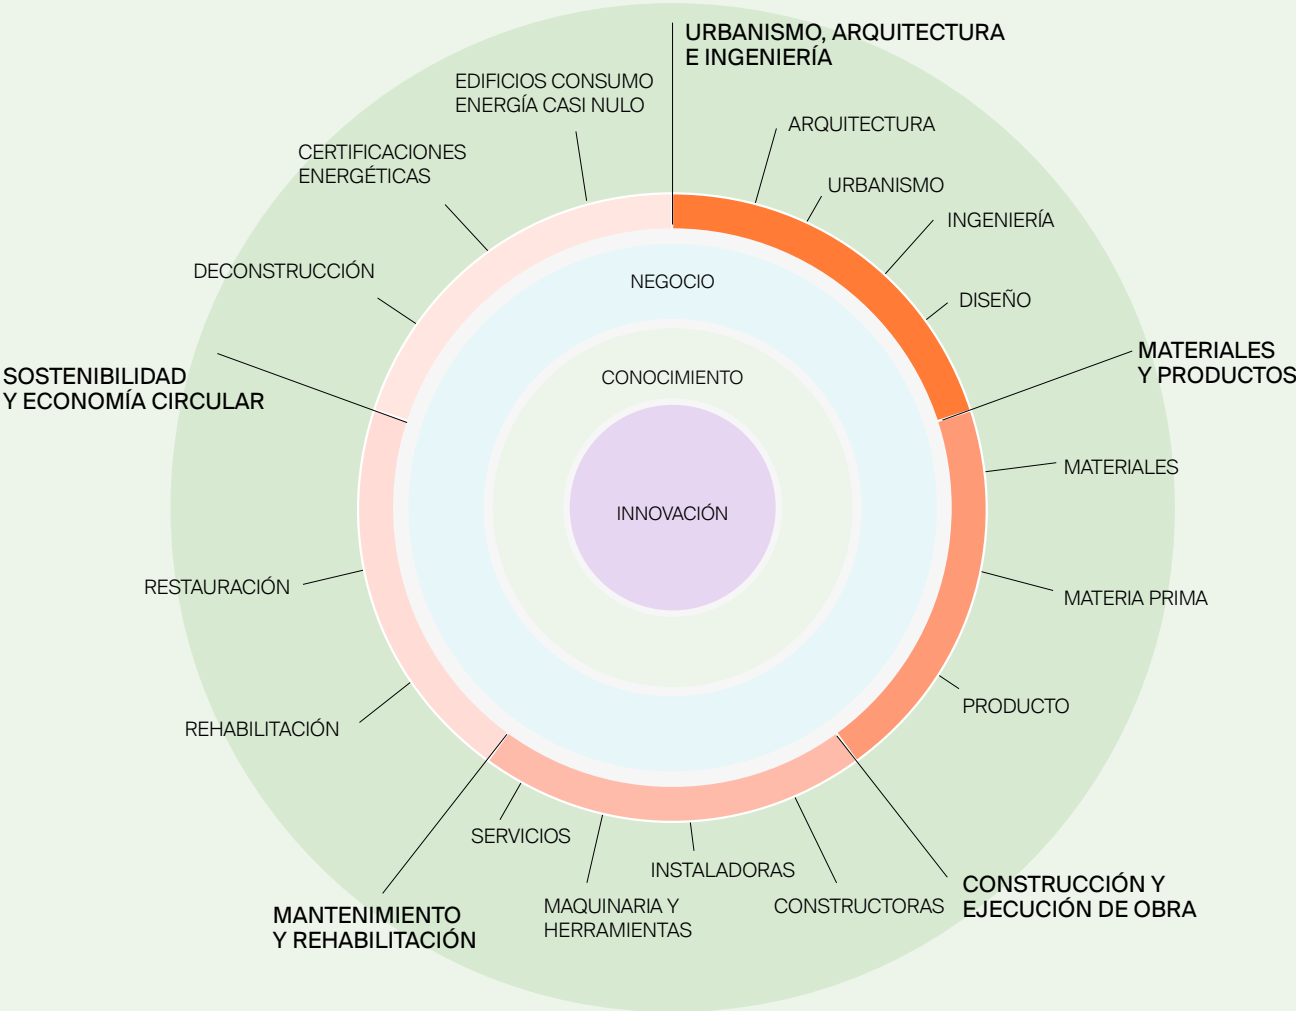 URBANISMO, ARQUITECTURA
E INGENIERÍA
ARQUITECTURA
URBANISMO
INGENIERÍA
DISEÑO
MATERIALES
Y PRODUCTOS
MATERIALES
MATERIA PRIMA
PRODUCTO
CONSTRUCCIÓN Y
EJECUCIÓN DE OBRA
CONSTRUCTORAS
INSTALADORAS
MAQUINARIA Y
HERRAMIENTAS
SERVICIOS
MANTENIMIENTO
Y REHABILITACIÓN
REHABILITACIÓN
RESTAURACIÓN
SOSTENIBILIDAD
Y ECONOMÍA CIRCULAR
DECONSTRUCCIÓN
CERTIFICACIONES
ENERGÉTICAS
EDIFICIOS CONSUMO
ENERGÍA CASI NULO
NEGOCIO
CONOCIMIENTO
INNOVACIÓN